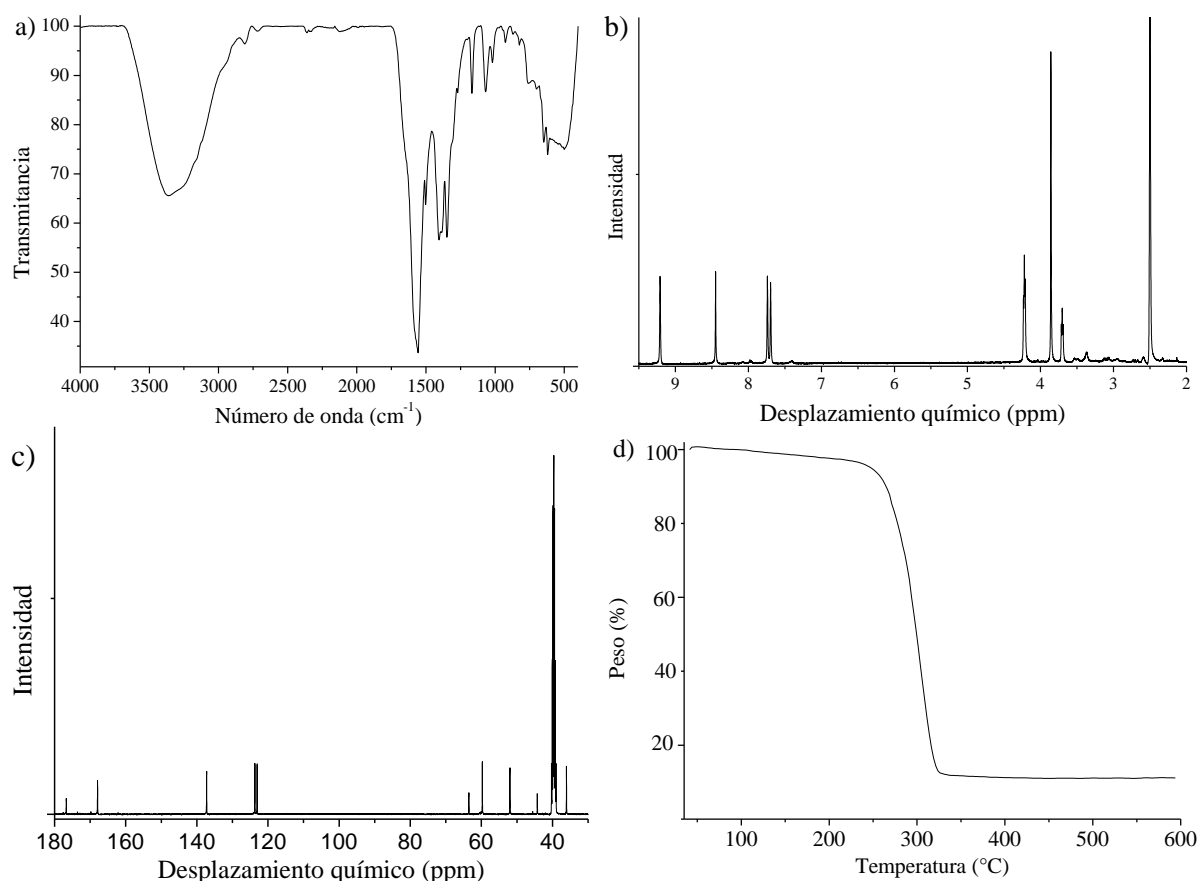 a)
100
90
80
70
60
50
40
Transmitancia
4000 3500 3000 2500 2000 1500 1000 500
Número de onda (cm-1)
b)
Intensidad
9 8 7 6 5 4 3 2
Desplazamiento químico (ppm)
c)
Intensidad
180 160 140 120 100 80 60 40
Desplazamiento químico (ppm)
d)
100
80
60
40
20
Peso (%)
100 200 300 400 500 600
Temperatura (°C)